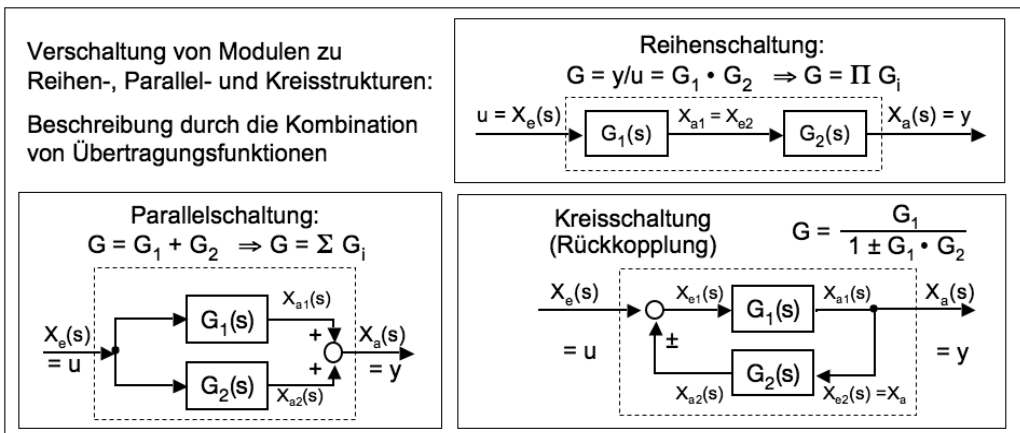 Verschaltung von Modulen zu
Reihen-, Parallel- und Kreisstrukturen:
Beschreibung durch die Kombination
von Übertragungsfunktionen
Reihenschaltung:
G = y/u = G₁ • G₂ ⇒ G = Π Gᵢ
u = Xₑ(s)
G₁(s)
Xₐ₁ = Xₑ₂
G₂(s)
Xₐ(s) = y
Parallelschaltung:
G = G₁ + G₂ ⇒ G = Σ Gᵢ
Xₑ(s)
= u
G₁(s)
Xₐ₁(s)
+
+
G₂(s)
Xₐ₂(s)
Xₐ(s)
= y
Kreisschaltung
(Rückkopplung)
G = G₁
1 ± G₁ • G₂
Xₑ(s)
= u
Xₑ₁(s)
G₁(s)
Xₐ₁(s)
Xₐ(s)
= y
±
Xₐ₂(s)
G₂(s)
Xₑ₂(s) =Xₐ